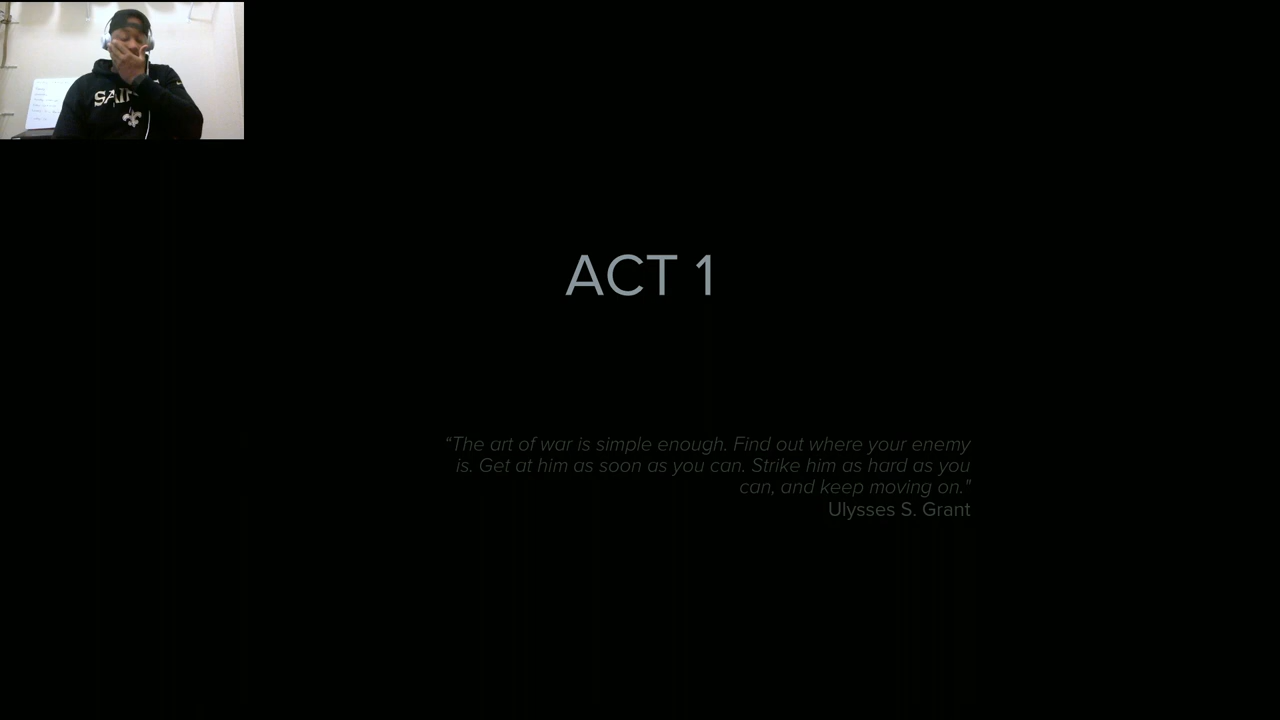 SAIN
ACT 1
“The art of war is simple enough. Find out where your enemy
is. Get at him as soon as you can. Strike him as hard as you
can, and keep moving on."
Ulysses S. Grant